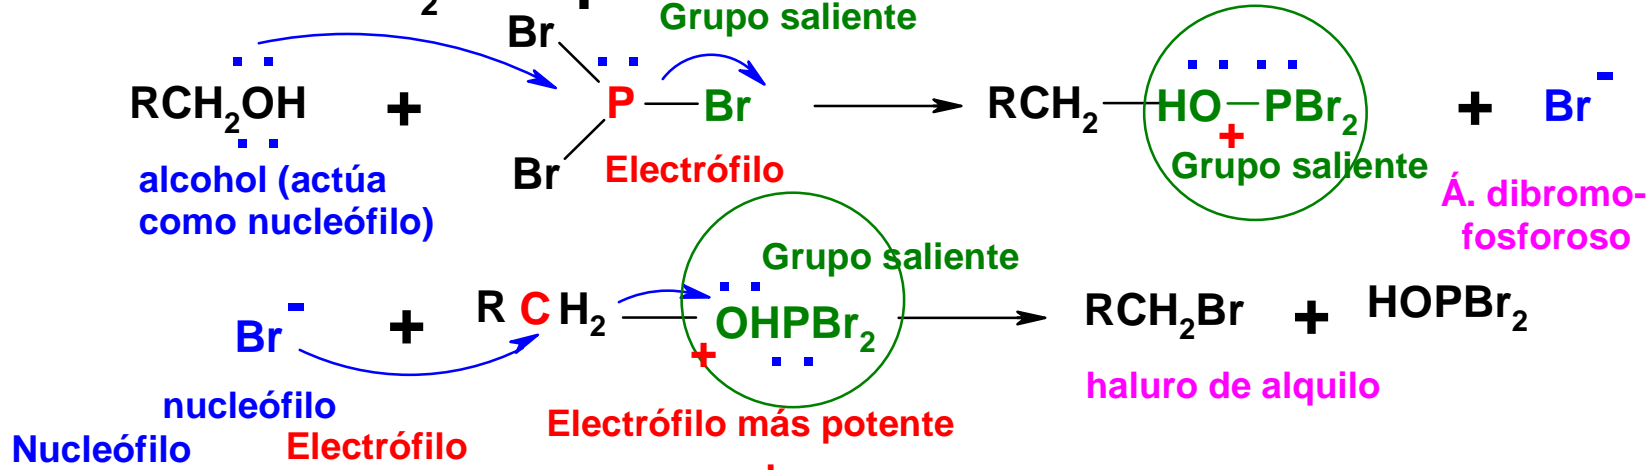 2
Grupo saliente
Br
RCH2OH + P Br RCH2 HO PBr2 + Br-
+
Br
Electrófilo
Grupo saliente
alcohol (actúa
como nucleófilo)
Á. dibromo-
fosforoso
Grupo saliente
Br- + R C H2 OHPBr2 RCH2Br + HOPBr2
+
haluro de alquilo
nucleófilo
Electrófilo más potente
Nucleófilo
Electrófilo